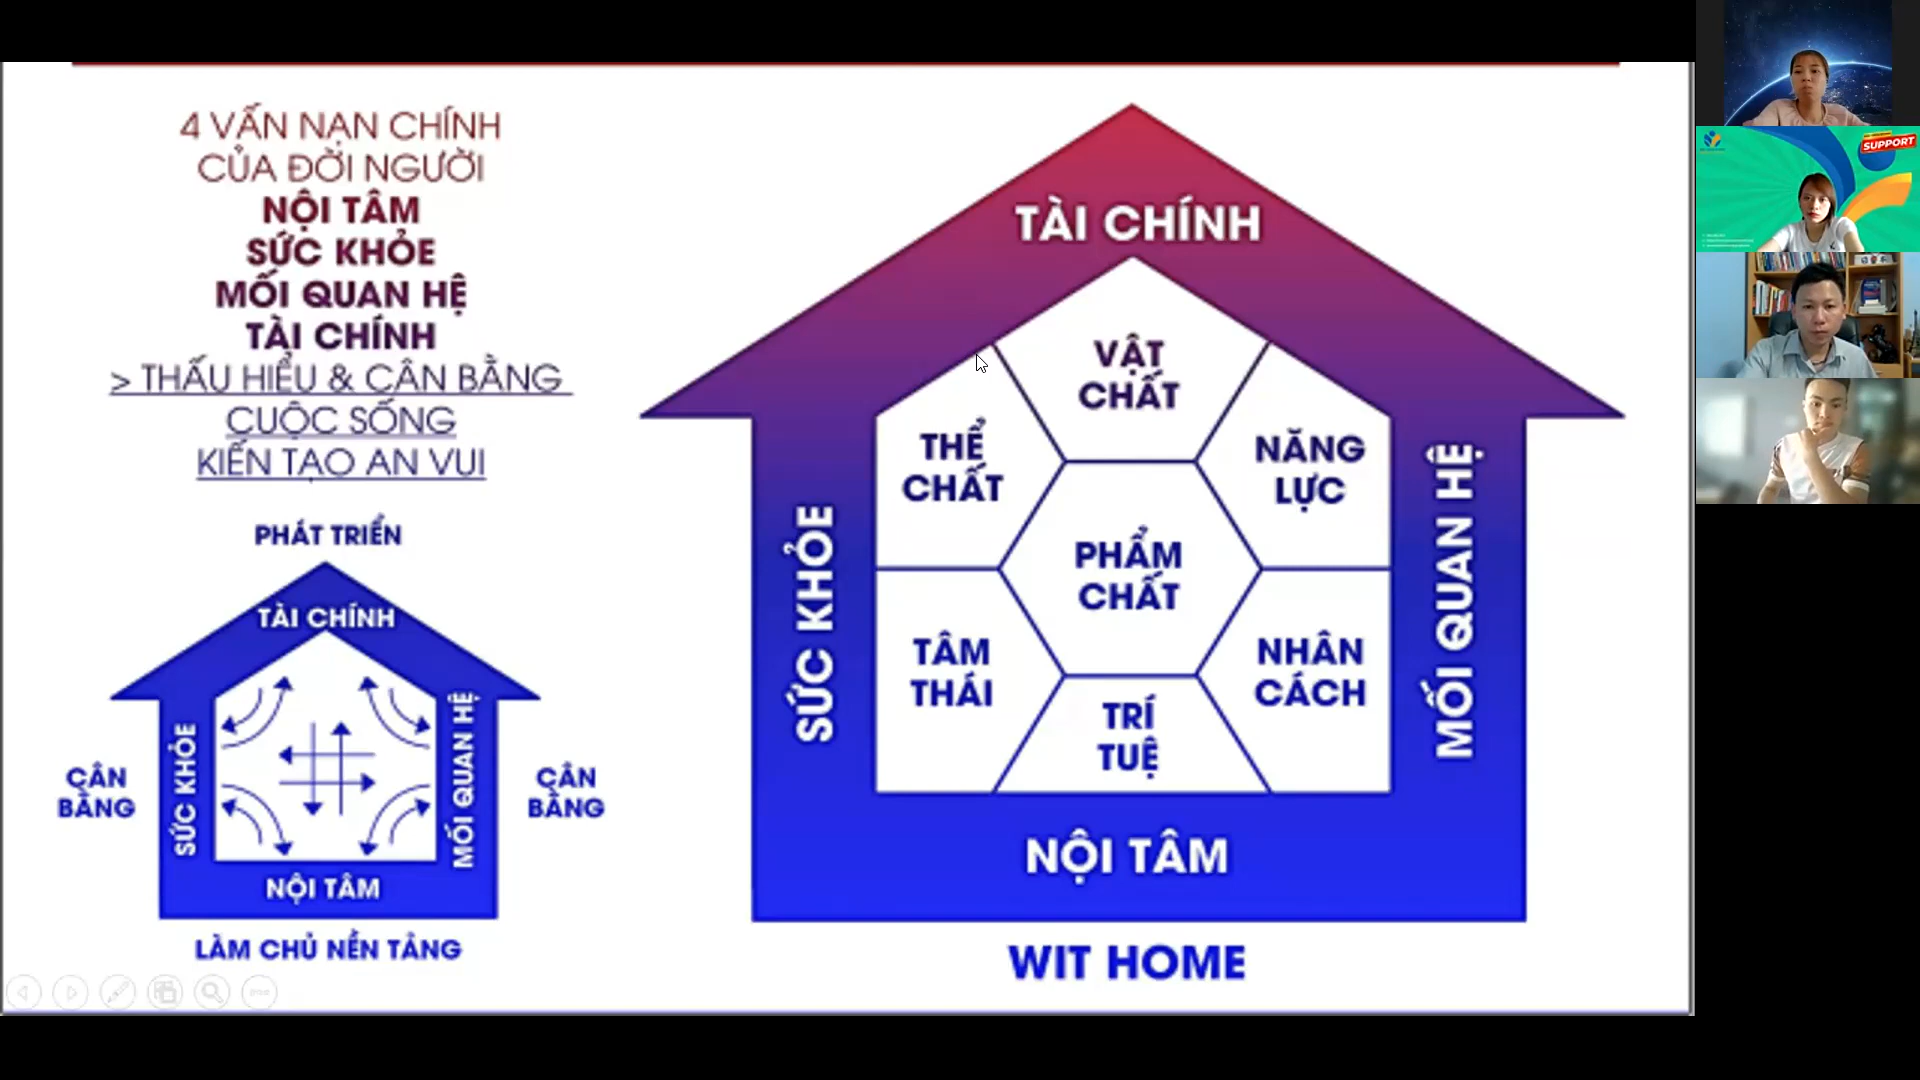 4 VẤN NẠN CHÍNH
CỦA ĐỜI NGƯỜI
NỘI TÂM
SỨC KHỎE
MỐI QUAN HỆ
TÀI CHÍNH
> THẤU HIỂU & CÂN BẰNG
CUỘC SỐNG
KIẾN TẠO AN VUI
PHÁT TRIỂN
TÀI CHÍNH
SỨC KHỎE
MỐI QUAN HỆ
CÂN
BẰNG
CÂN
BẰNG
NỘI TÂM
LÀM CHỦ NỀN TẢNG
TÀI CHÍNH
VẬT
CHẤT
THỂ
CHẤT
NĂNG
LỰC
PHẨM
CHẤT
TÂM
THÁI
NHÂN
CÁCH
TRÍ
TUỆ
SỨC KHỎE
MỐI QUAN HỆ
NỘI TÂM
WIT HOME
SUPPORT